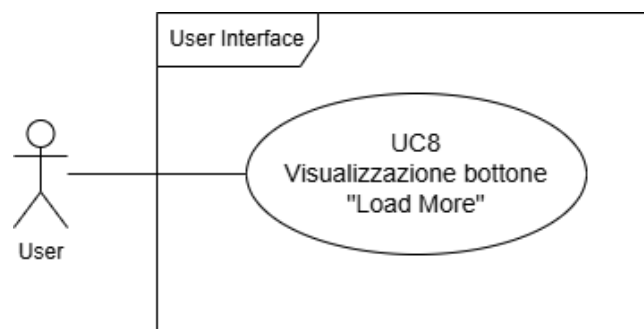 User Interface
UC8
Visualizzazione bottone
"Load More"
User